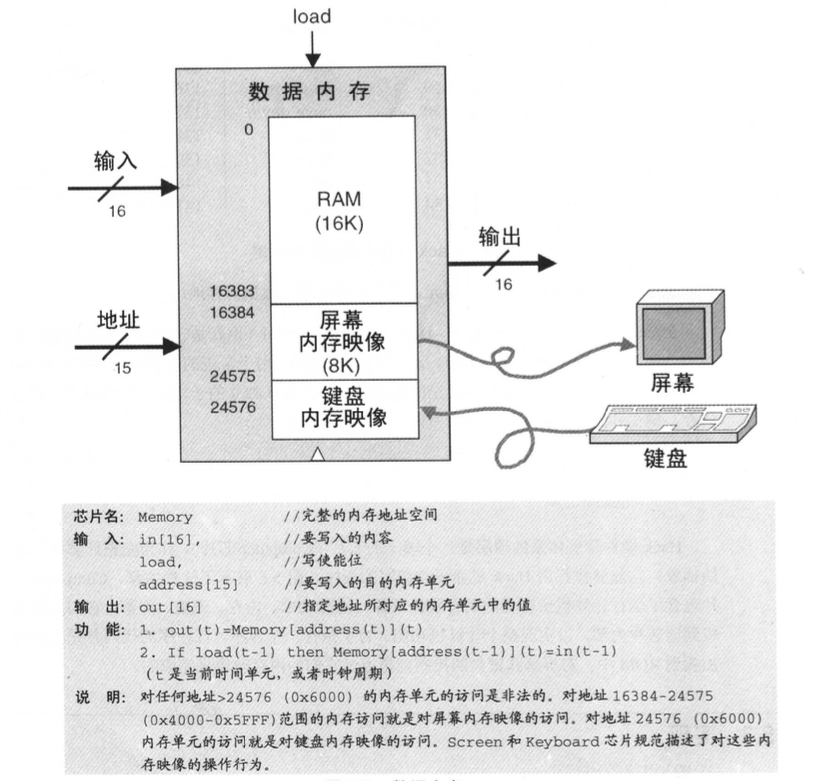 load
数据内存
0
输入
16
RAM
(16K)
输出
16
16383
16384
地址
15
屏幕
内存映像
(8K)
24575
24576
键盘
内存映像
屏幕
键盘
芯片名: Memory //完整的内存地址空间
输 入: in[16], //要写入的内容
load, //写使能位
address[15] //要写入的目的内存单元
输 出: out[16] //指定地址所对应的内存单元中的值
功 能: 1. out(t)=Memory[address(t)](t)
2. If load(t-1) then Memory[address(t-1)](t)=in(t-1)
(t 是当前时间单元, 或者时钟周期)
说 明: 对任何地址>24576 (0x6000) 的内存单元的访问是非法的。对地址 16384-24575
(0x4000-0x5FFF)范围的内存访问就是对屏幕内存映像的访问。对地址 24576 (0x6000)
内存单元的访问就是对键盘内存映像的访问。Screen 和 Keyboard 芯片规范描述了对这些内
存映像的操作行为。